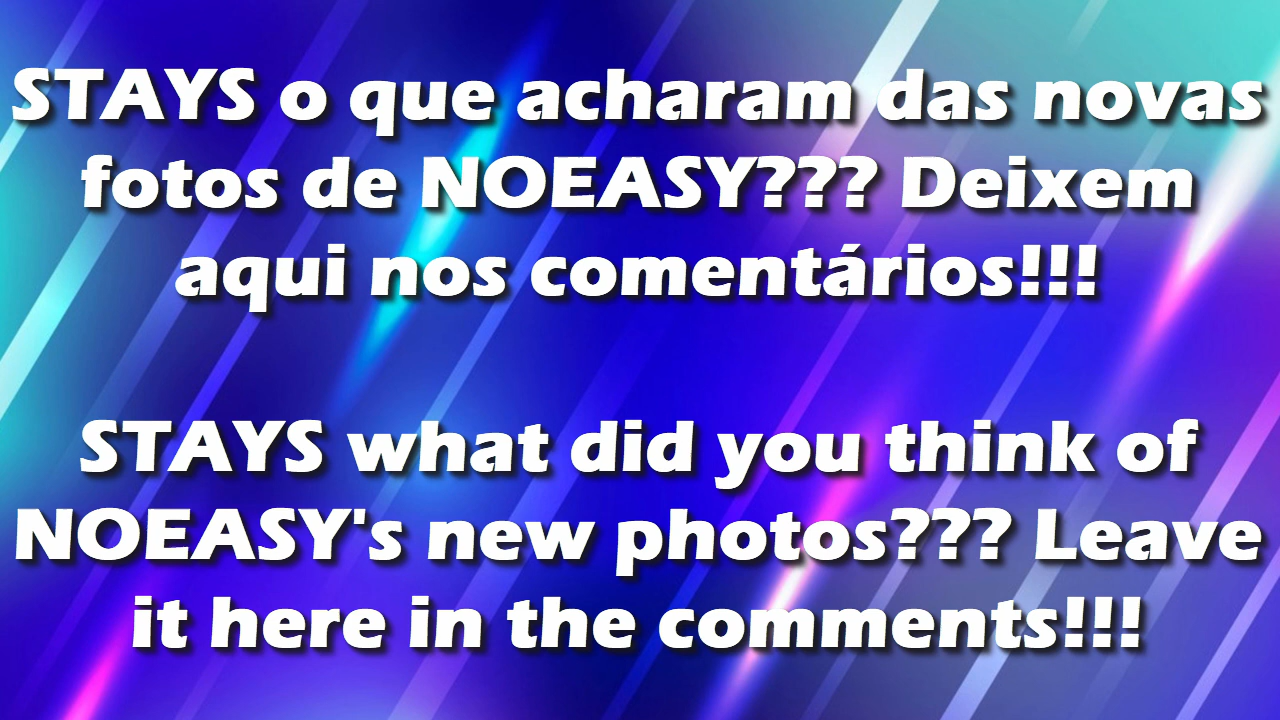 STAYS o que acharam das novas
fotos de NOEASY??? Deixem
aqui nos comentários!!!
STAYS what did you think of
NOEASY's new photos??? Leave
it here in the comments!!!